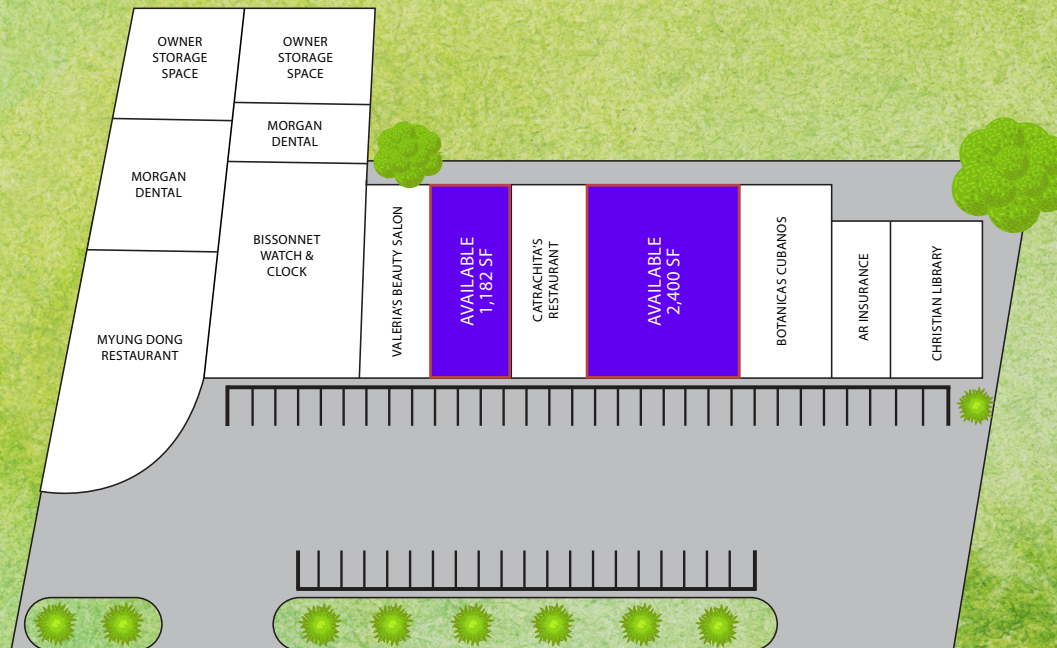 OWNER
STORAGE
SPACE
OWNER
STORAGE
SPACE
MORGAN
DENTAL
MORGAN
DENTAL
BISSONNET
WATCH &
CLOCK
MYUNG DONG
RESTAURANT
VALERIA'S BEAUTY SALON
AVAILABLE
1,182 SF
CATRACHITA'S
RESTAURANT
AVAILABLE
2,400 SF
BOTANICAS CUBANOS
AR INSURANCE
CHRISTIAN LIBRARY